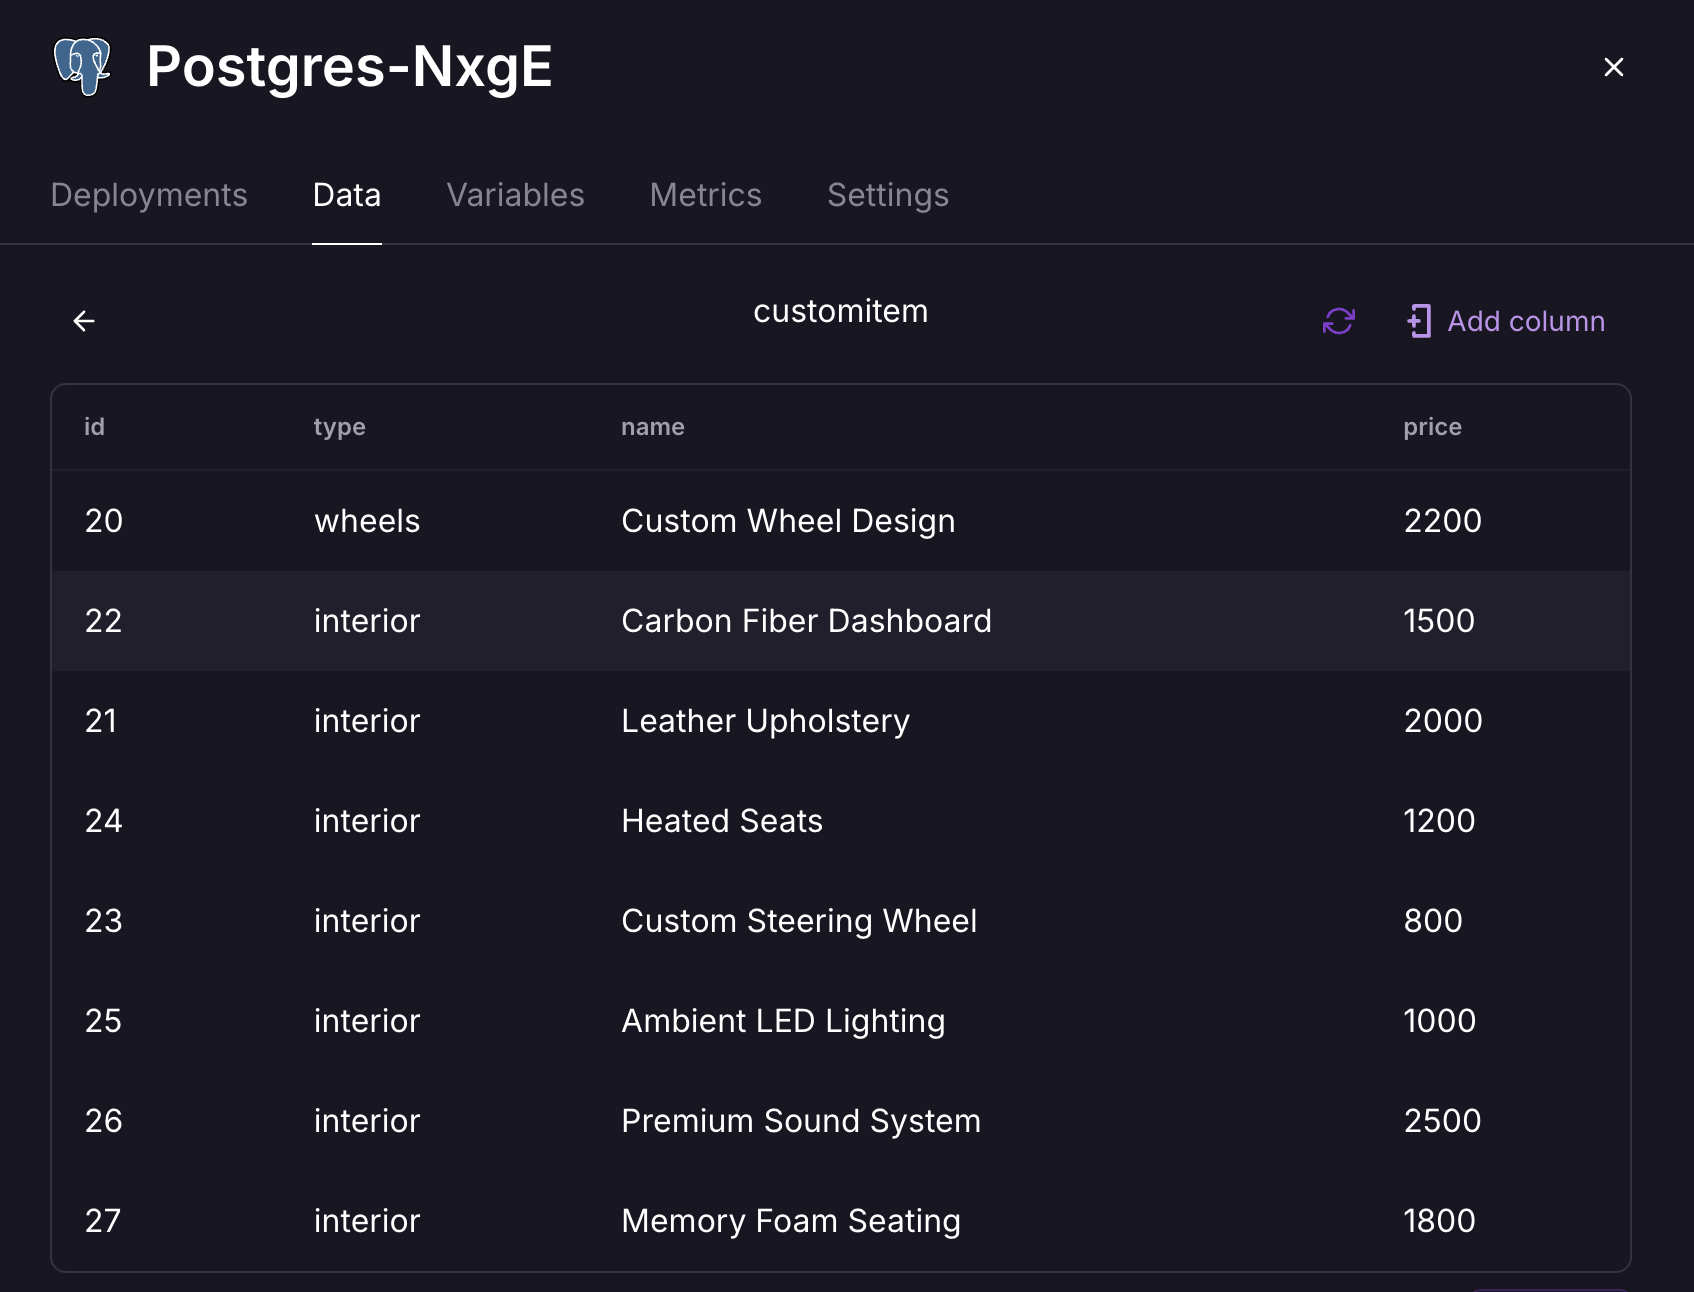 Postgres-NxgE
Deployments Data Variables Metrics Settings
customitem
Add column
id type name price
20 wheels Custom Wheel Design 2200
22 interior Carbon Fiber Dashboard 1500
21 interior Leather Upholstery 2000
24 interior Heated Seats 1200
23 interior Custom Steering Wheel 800
25 interior Ambient LED Lighting 1000
26 interior Premium Sound System 2500
27 interior Memory Foam Seating 1800